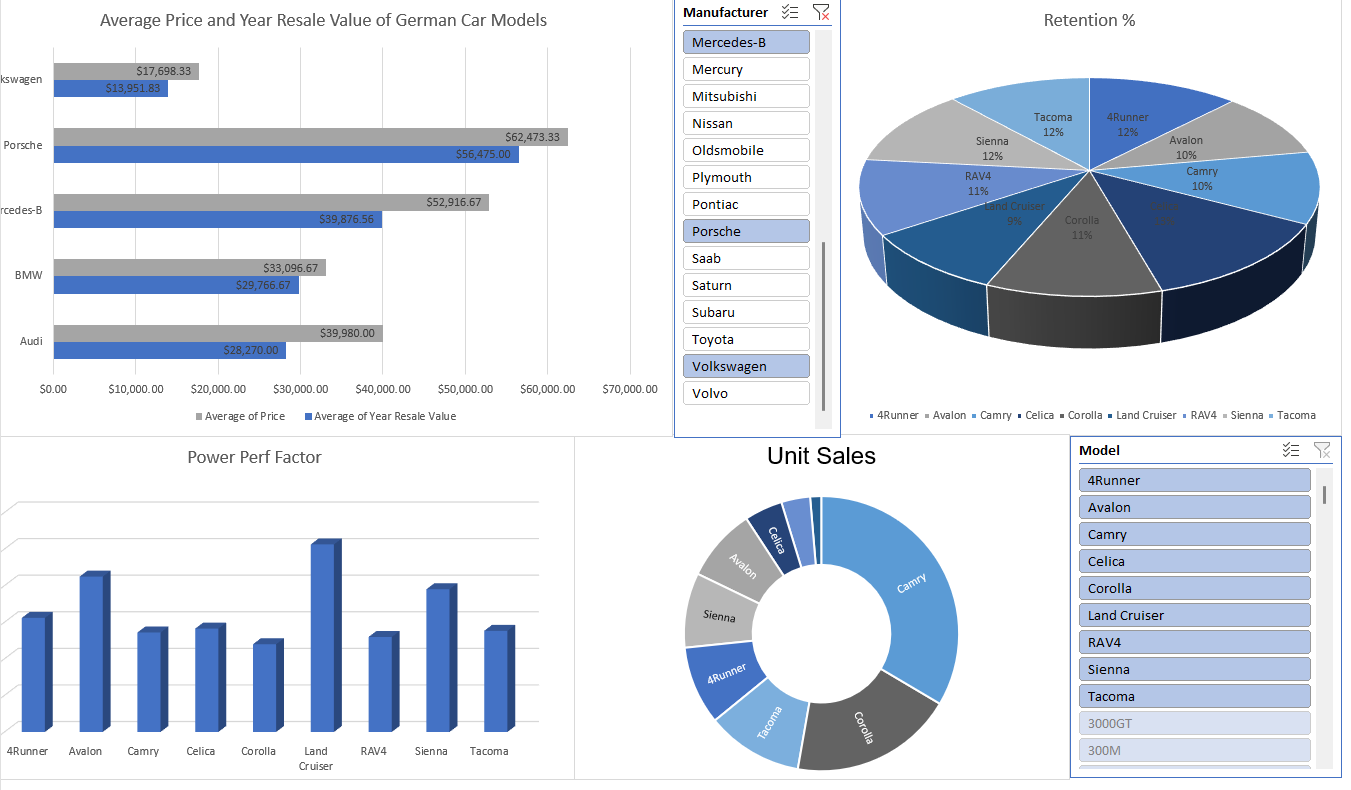 Average Price and Year Resale Value of German Car Models
kswagen
$17,698.33
$13,951.83
Porsche
$62,473.33
$56,475.00
rcedes-B
$52,916.67
$39,876.56
BMW
$33,096.67
$29,766.67
Audi
$39,980.00
$28,270.00
$0.00 $10,000.00 $20,000.00 $30,000.00 $40,000.00 $50,000.00 $60,000.00 $70,000.00
Average of Price Average of Year Resale Value
Manufacturer
Mercedes-B
Mercury
Mitsubishi
Nissan
Oldsmobile
Plymouth
Pontiac
Porsche
Saab
Saturn
Subaru
Toyota
Volkswagen
Volvo
Retention %
4Runner
12%
Avalon
10%
Camry
10%
Corolla
11%
Land Cruiser
9%
RAV4
11%
Sienna
12%
Tacoma
12%
4Runner Avalon Camry Celica Corolla Land Cruiser RAV4 Sienna Tacoma
Power Perf Factor
4Runner Avalon Camry Celica Corolla Land RAV4 Sienna Tacoma
Cruiser
Unit Sales
Camry
Corolla
Tacoma
4Runner
Sienna
Avalon
Celica
Model
4Runner
Avalon
Camry
Celica
Corolla
Land Cruiser
RAV4
Sienna
Tacoma
3000GT
300M